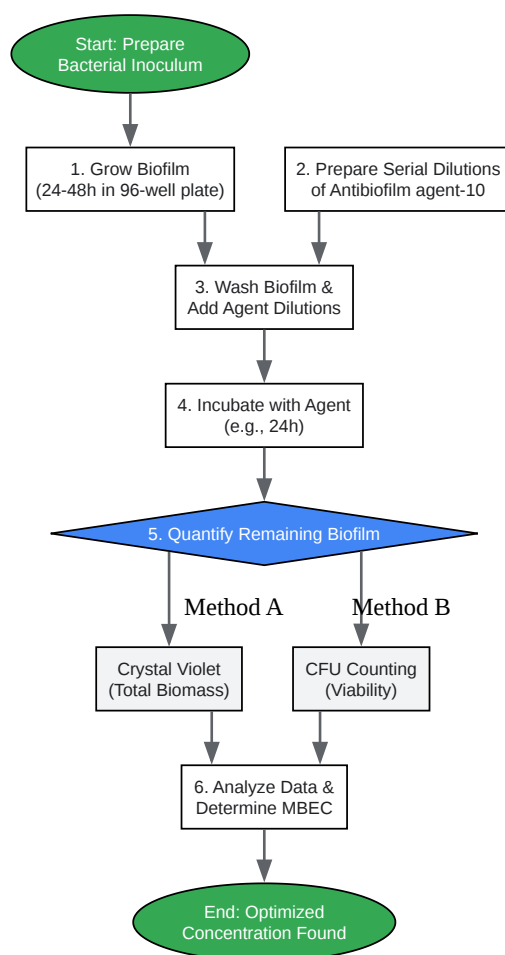 Start: Prepare
Bacterial Inoculum
1. Grow Biofilm
(24-48h in 96-well plate)
2. Prepare Serial Dilutions
of Antibiofilm agent-10
3. Wash Biofilm &
Add Agent Dilutions
4. Incubate with Agent
(e.g., 24h)
5. Quantify Remaining Biofilm
Method A
Method B
Crystal Violet
(Total Biomass)
CFU Counting
(Viability)
6. Analyze Data &
Determine MBEC
End: Optimized
Concentration Found